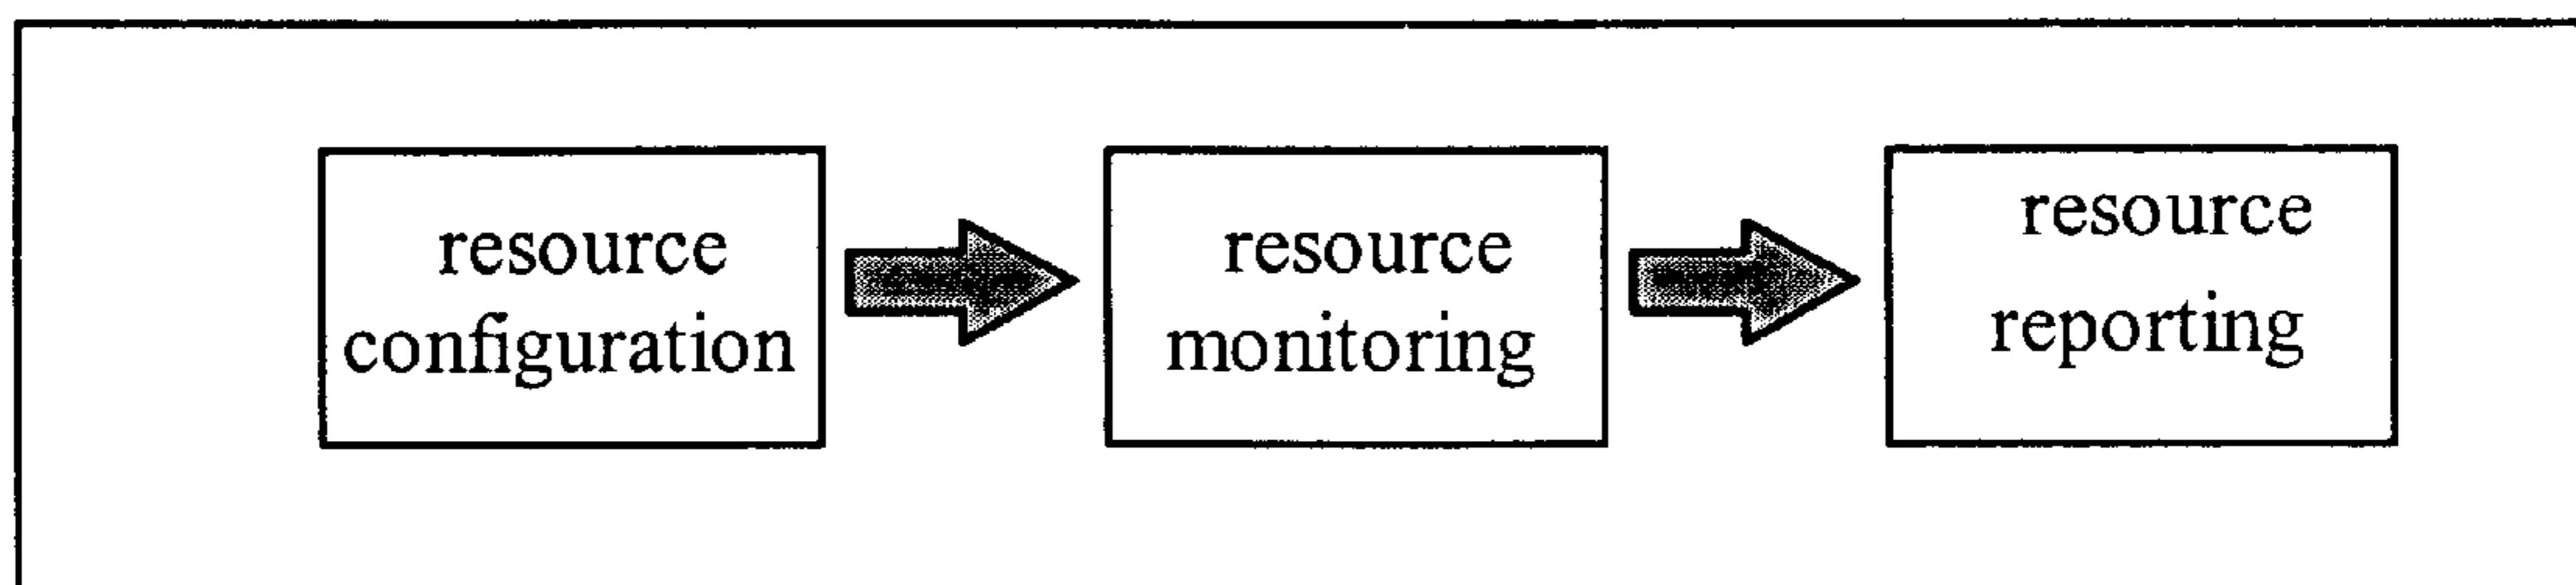 resource
configuration
resource
monitoring
resource
reporting